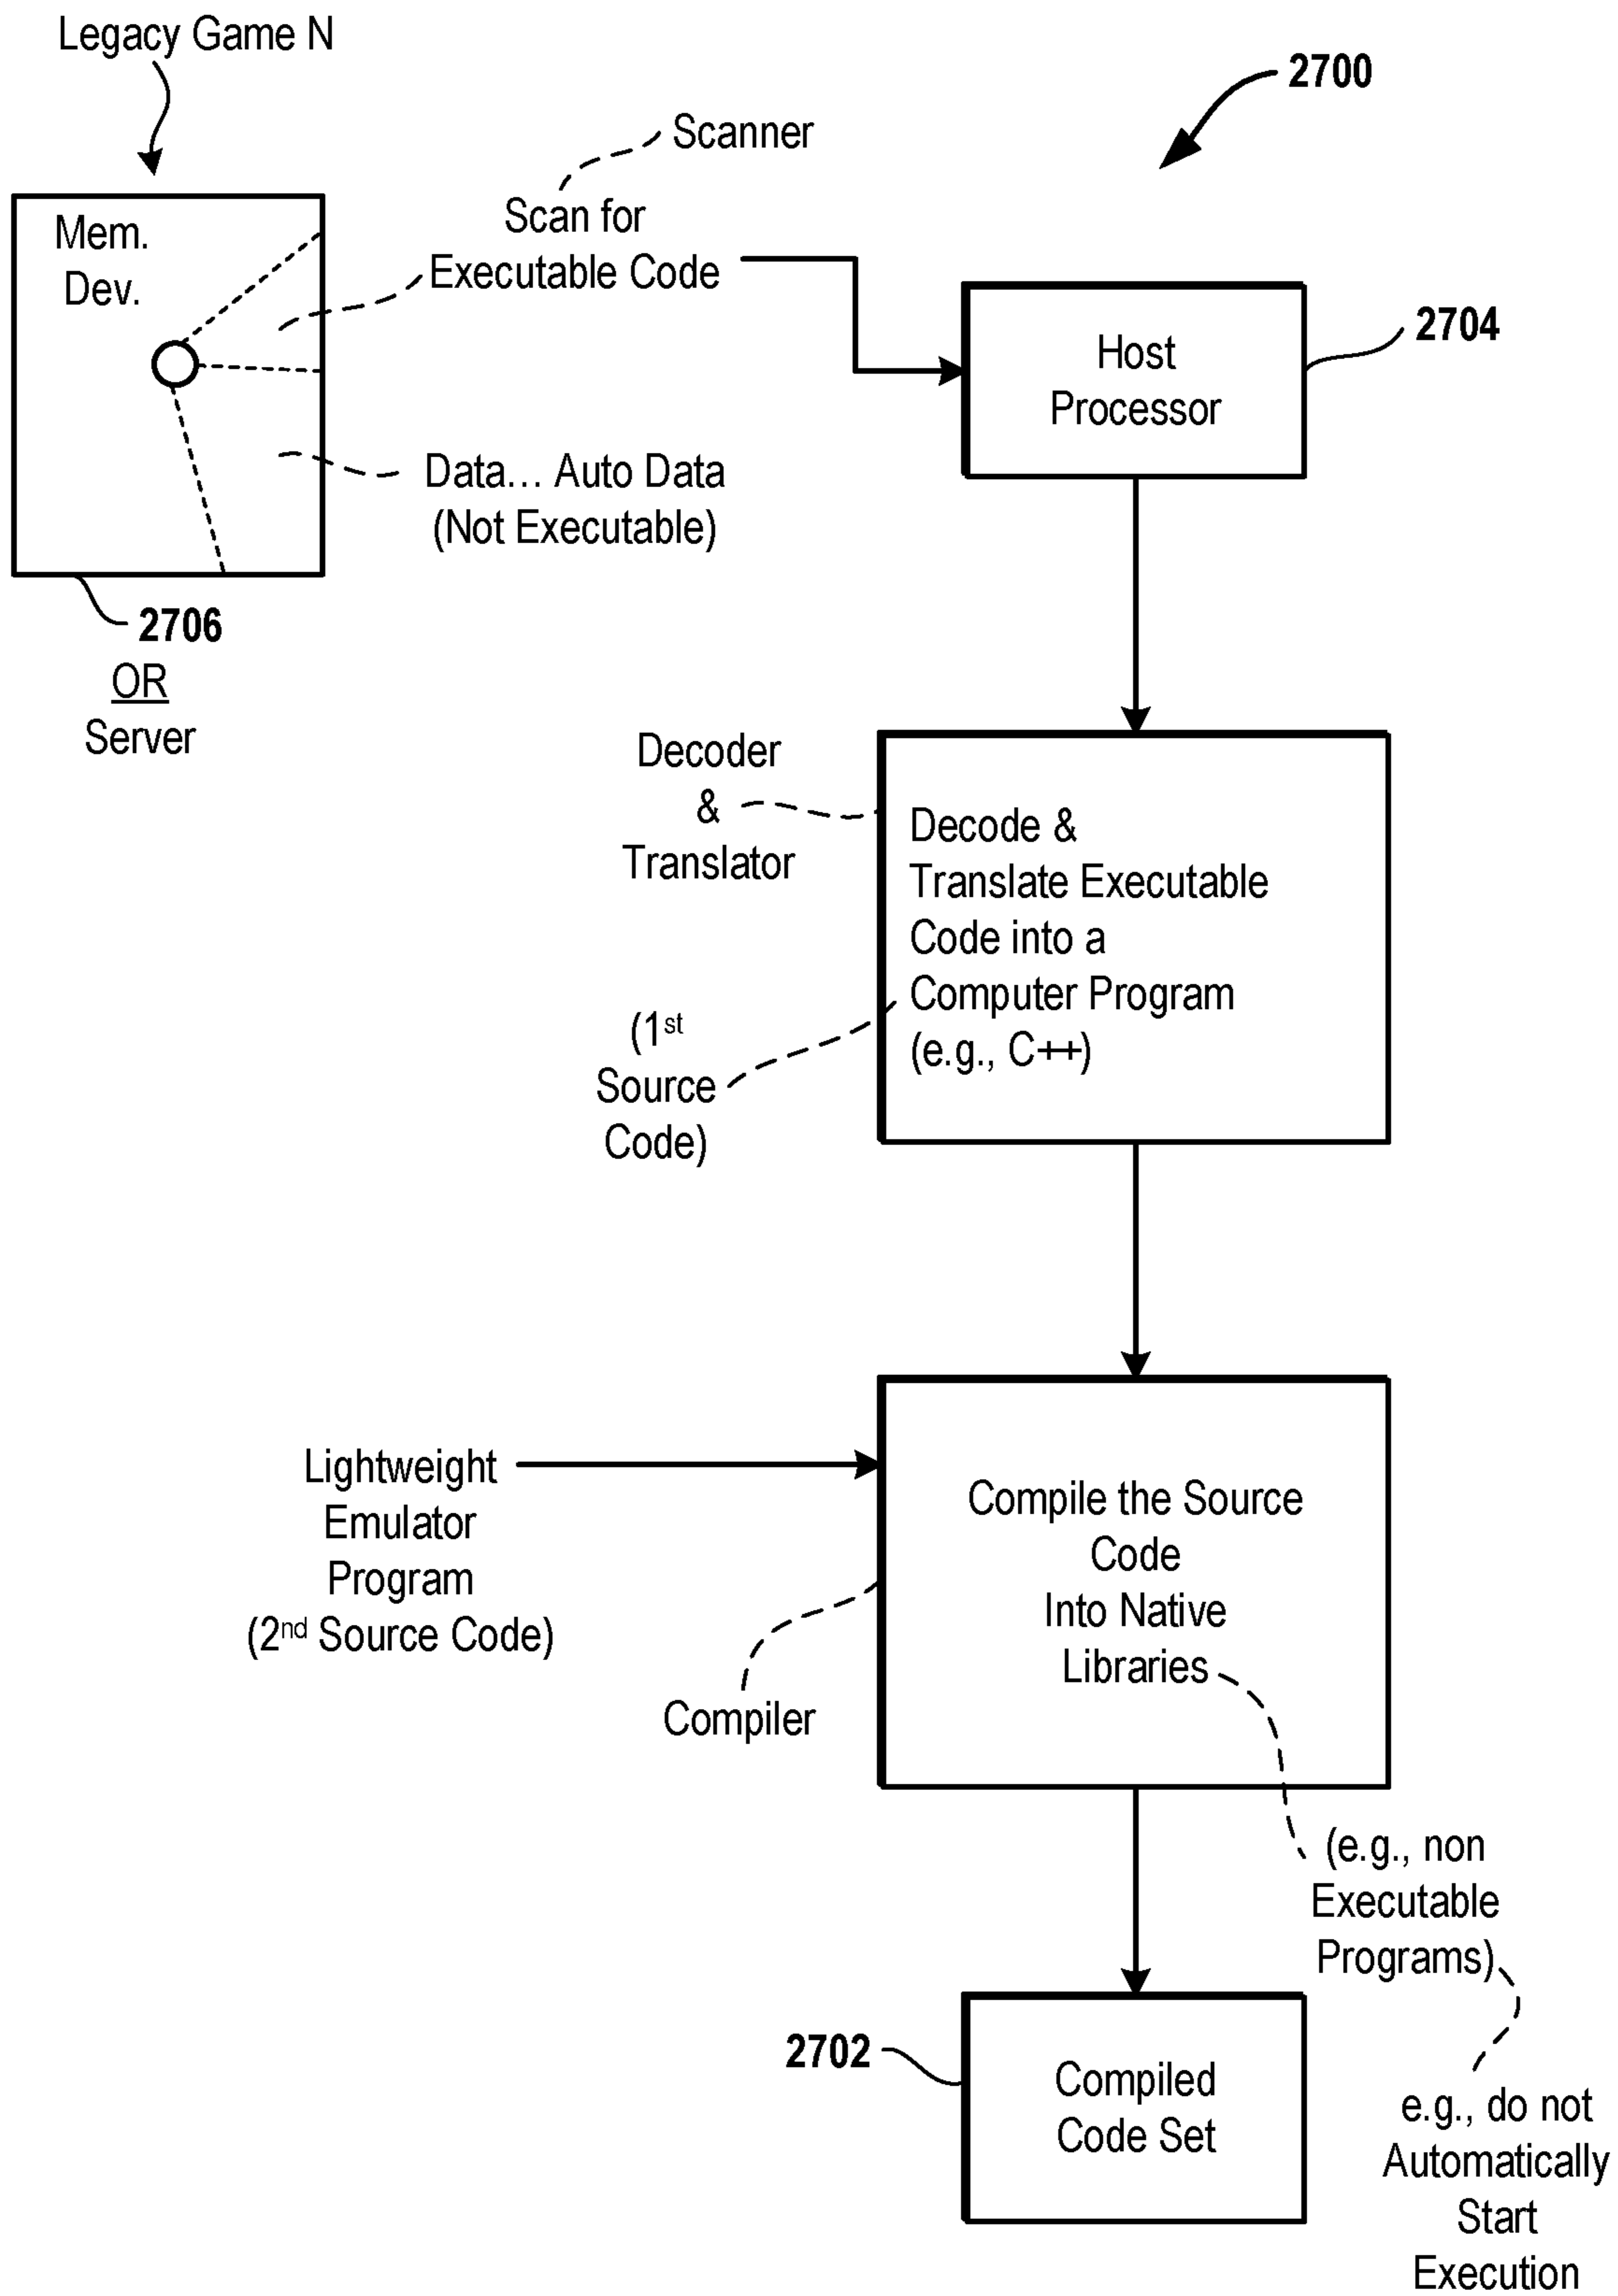 Legacy Game N
2700
Scanner
Mem.
Dev.
Scan for
Executable Code
Host
Processor
2704
Data... Auto Data
(Not Executable)
2706
OR
Server
Decoder
&
Translator
Decode &
Translate Executable
Code into a
Computer Program
(e.g., C++)
(1st
Source
Code)
Lightweight
Emulator
Program
(2nd Source Code)
Compile the Source
Code
Into Native
Libraries
Compiler
(e.g., non
Executable
Programs)
2702
Compiled
Code Set
e.g., do not
Automatically
Start
Execution